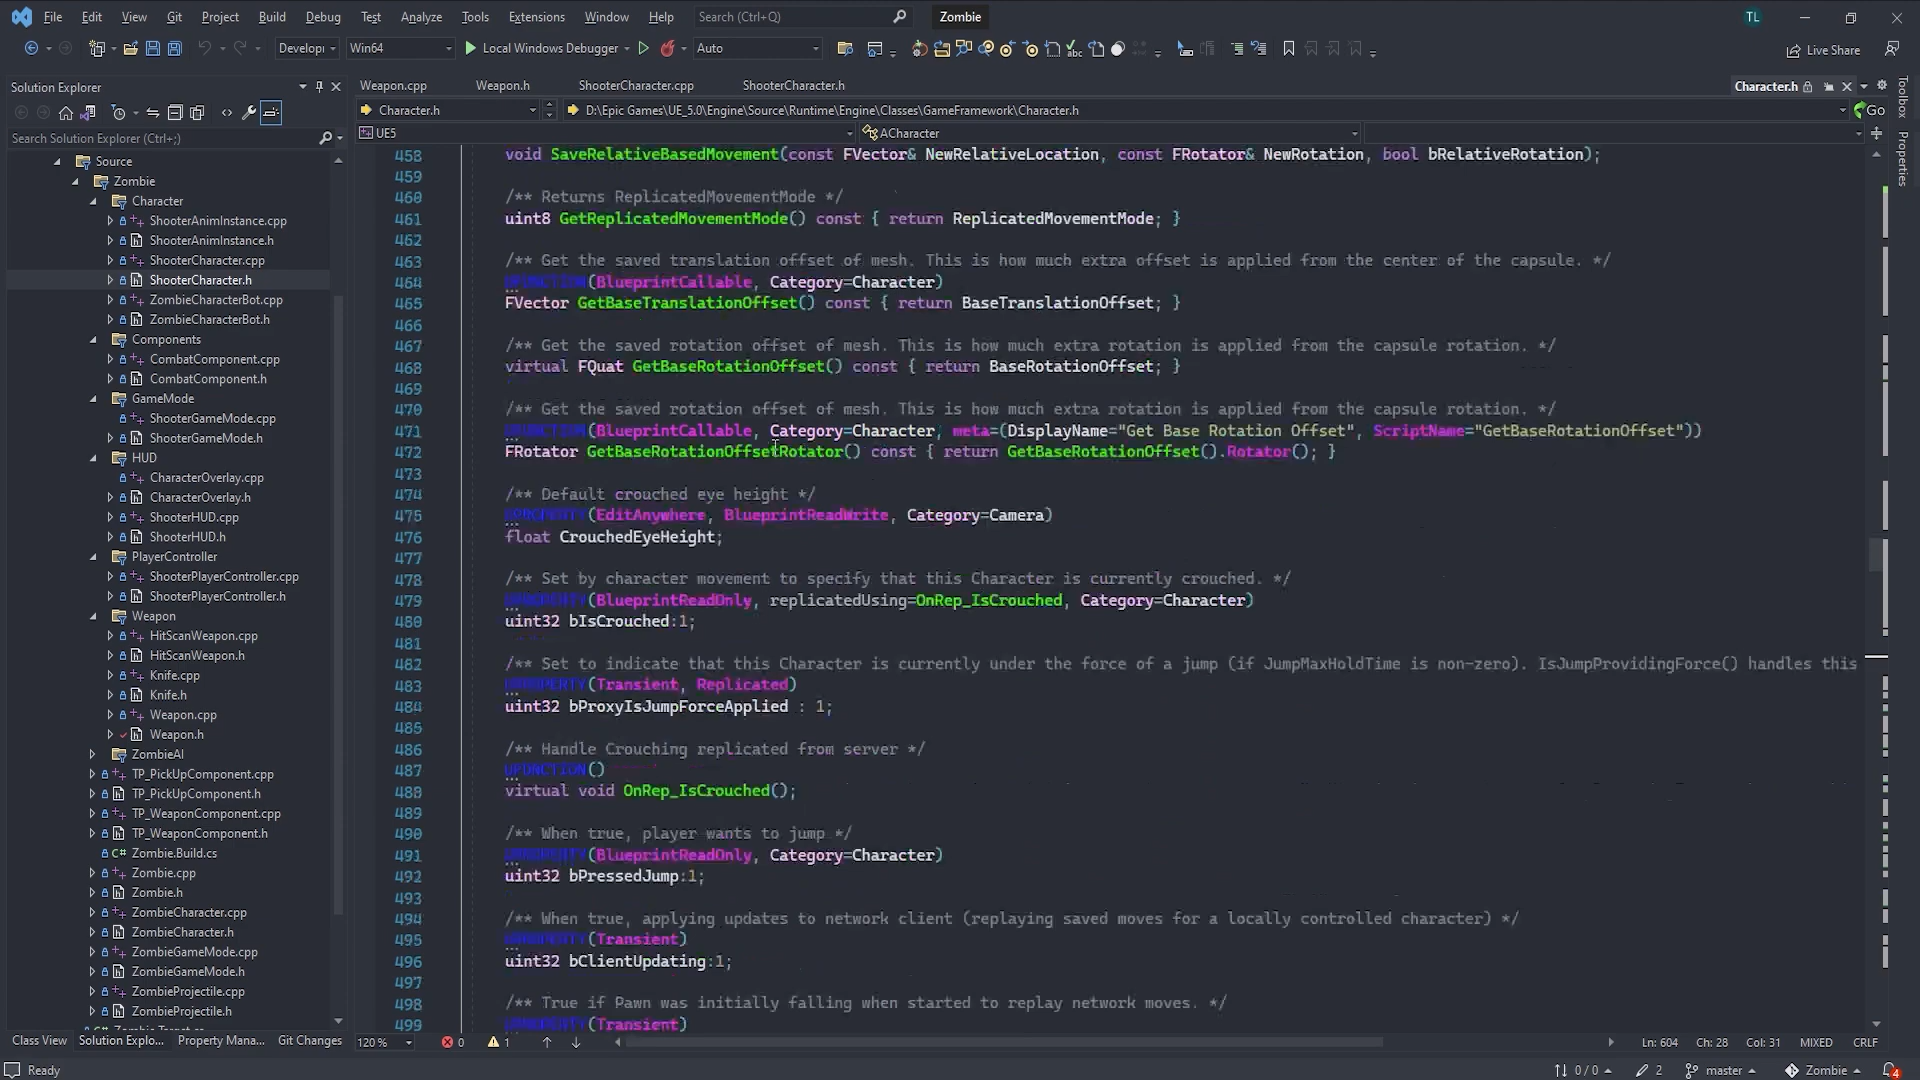 File Edit View Git Project Build Debug Test Analyze Tools Extensions Window Help Search (Ctrl+Q) Zombie TL
Developi Win64 Local Windows Debugger Auto Live Share
Solution Explorer
Search Solution Explorer (Ctrl+;)
Source
Zombie
Character
ShooterAnimInstance.cpp
ShooterAnimInstance.h
ShooterCharacter.cpp
ShooterCharacter.h
ZombieCharacterBot.cpp
ZombieCharacterBot.h
Components
CombatComponent.cpp
CombatComponent.h
GameMode
ShooterGameMode.cpp
ShooterGameMode.h
HUD
CharacterOverlay.cpp
CharacterOverlay.h
ShooterHUD.cpp
ShooterHUD.h
PlayerController
ShooterPlayerController.cpp
ShooterPlayerController.h
Weapon
HitScanWeapon.cpp
HitScanWeapon.h
Knife.cpp
Knife.h
Weapon.cpp
Weapon.h
ZombieAI
TP_PickUpComponent.cpp
TP_PickUpComponent.h
TP_WeaponComponent.cpp
TP_WeaponComponent.h
C# Zombie.Build.cs
Zombie.cpp
Zombie.h
ZombieCharacter.cpp
ZombieCharacter.h
ZombieGameMode.cpp
ZombieGameMode.h
ZombieProjectile.cpp
ZombieProjectile.h
Class View Solution Explo... Property Mana... Git Changes
Weapon.cpp Weapon.h ShooterCharacter.cpp ShooterCharacter.h Character.h
Character.h D:\Epic Games\UE_5.0\Engine\Source\Runtime\Engine\Classes\GameFramework\Character.h Go
UE5 ACharacter
458 void SaveRelativeBasedMovement(const FVector& NewRelativeLocation, const FRotator& NewRotation, bool bRelativeRotation);
459
460 /** Returns ReplicatedMovementMode */
461 uint8 GetReplicatedMovementMode() const { return ReplicatedMovementMode; }
462
463 /** Get the saved translation offset of mesh. This is how much extra offset is applied from the center of the capsule. */
464 UFUNCTION(BlueprintCallable, Category=Character)
465 FVector GetBaseTranslationOffset() const { return BaseTranslationOffset; }
466
467 /** Get the saved rotation offset of mesh. This is how much extra rotation is applied from the capsule rotation. */
468 virtual FQuat GetBaseRotationOffset() const { return BaseRotationOffset; }
469
470 /** Get the saved rotation offset of mesh. This is how much extra rotation is applied from the capsule rotation. */
471 UFUNCTION(BlueprintCallable, Category=Character, meta=(DisplayName="Get Base Rotation Offset", ScriptName="GetBaseRotationOffset"))
472 FRotator GetBaseRotationOffsetRotator() const { return GetBaseRotationOffset().Rotator(); }
473
474 /** Default crouched eye height */
475 UPROPERTY(EditAnywhere, BlueprintReadWrite, Category=Camera)
476 float CrouchedEyeHeight;
477
478 /** Set by character movement to specify that this Character is currently crouched. */
479 UPROPERTY(BlueprintReadOnly, replicatedUsing=OnRep_IsCrouched, Category=Character)
480 uint32 bIsCrouched:1;
481
482 /** Set to indicate that this Character is currently under the force of a jump (if JumpMaxHoldTime is non-zero). IsJumpProvidingForce() handles this
483 UPROPERTY(Transient, Replicated)
484 uint32 bProxyIsJumpForceApplied : 1;
485
486 /** Handle Crouching replicated from server */
487 UFUNCTION()
488 virtual void OnRep_IsCrouched();
489
490 /** When true, player wants to jump */
491 UPROPERTY(BlueprintReadOnly, Category=Character)
492 uint32 bPressedJump:1;
493
494 /** When true, applying updates to network client (replaying saved moves for a locally controlled character) */
495 UPROPERTY(Transient)
496 uint32 bClientUpdating:1;
497
498 /** True if Pawn was initially falling when started to replay network moves. */
499 UPROPERTY(Transient)
120 % 0 1 Ln: 604 Ch: 28 Col: 31 MIXED CRLF
Toolbox
Properties
Ready 0 / 0 2 master Zombie 4